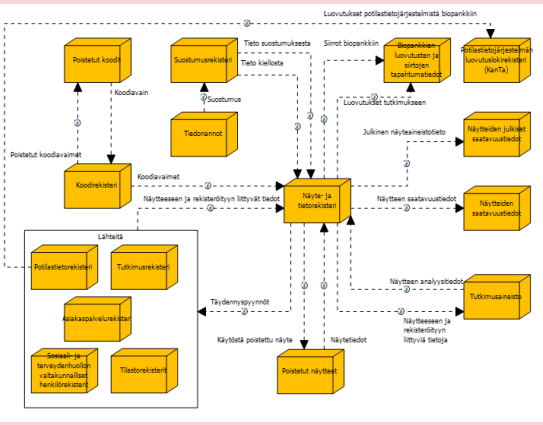 Luovutukset potilastietojärjestelmistä biopankkiin
Tieto suostumuksesta
Siirrot biopankkiin
Poistetut koodit
Suostumusrekisteri
Biopankkien
luovutusten ja
siirtojen
tapahtumatiedot
Potilastietojärjestelmän
luovutuslokirekisteri
(KanTa)
Tieto kiellosta
Koodiavain
Suostumus
Luovutukset tutkimukseen
Tiedonannot
Julkinen näyteaineistotieto
Näytteiden julkiset
saatavuustiedot
Poistetut koodiavaimet
Koodiavaimet
Koodirekisteri
Näytteeseen ja rekisteröityyn liittyvät tiedot
Näyte- ja
tietorekisteri
Näytteen saatavuustiedot
Näytteiden
saatavuustiedot
Lähteitä
Potilastietorekisteri
Tutkimusrekisteri
Näytteen analyysitiedot
Tutkimusaineisto
Täydennyspyynnöt
Asiakaspalvelurekisteri
Näytteeseen ja
rekisteröityyn
liittyviä tietoja
Käytöstä poistettu näyte
Näytetiedot
Sosiaali- ja
terveydenhuollon
valtakunnalliset
henkilörekisterit
Tilastorekisterit
Poistetut näytteet